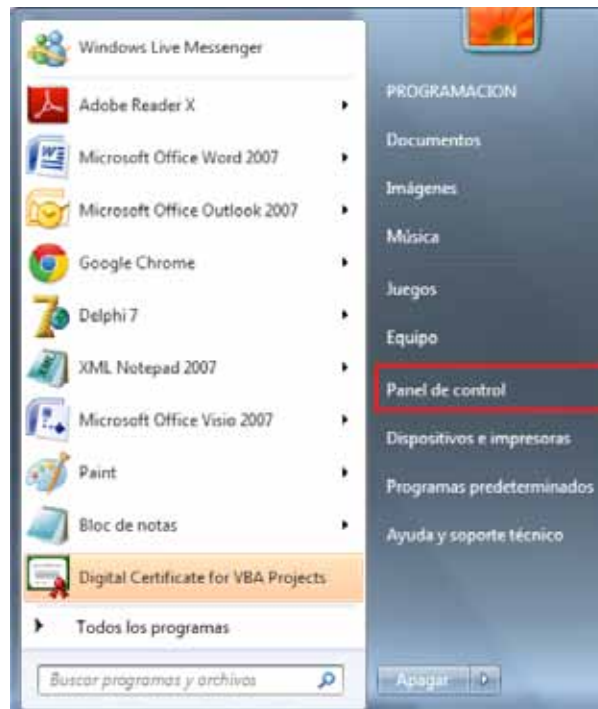 Windows Live Messenger
Adobe Reader X
Microsoft Office Word 2007
Microsoft Office Outlook 2007
Google Chrome
Delphi 7
XML Notepad 2007
Microsoft Office Visio 2007
Paint
Bloc de notas
Digital Certificate for VBA Projects
Todos los programas
Buscar programas y archivos
PROGRAMACION
Documentos
Imágenes
Música
Juegos
Equipo
Panel de control
Dispositivos e impresoras
Programas predeterminados
Ayuda y soporte técnico
Apagar